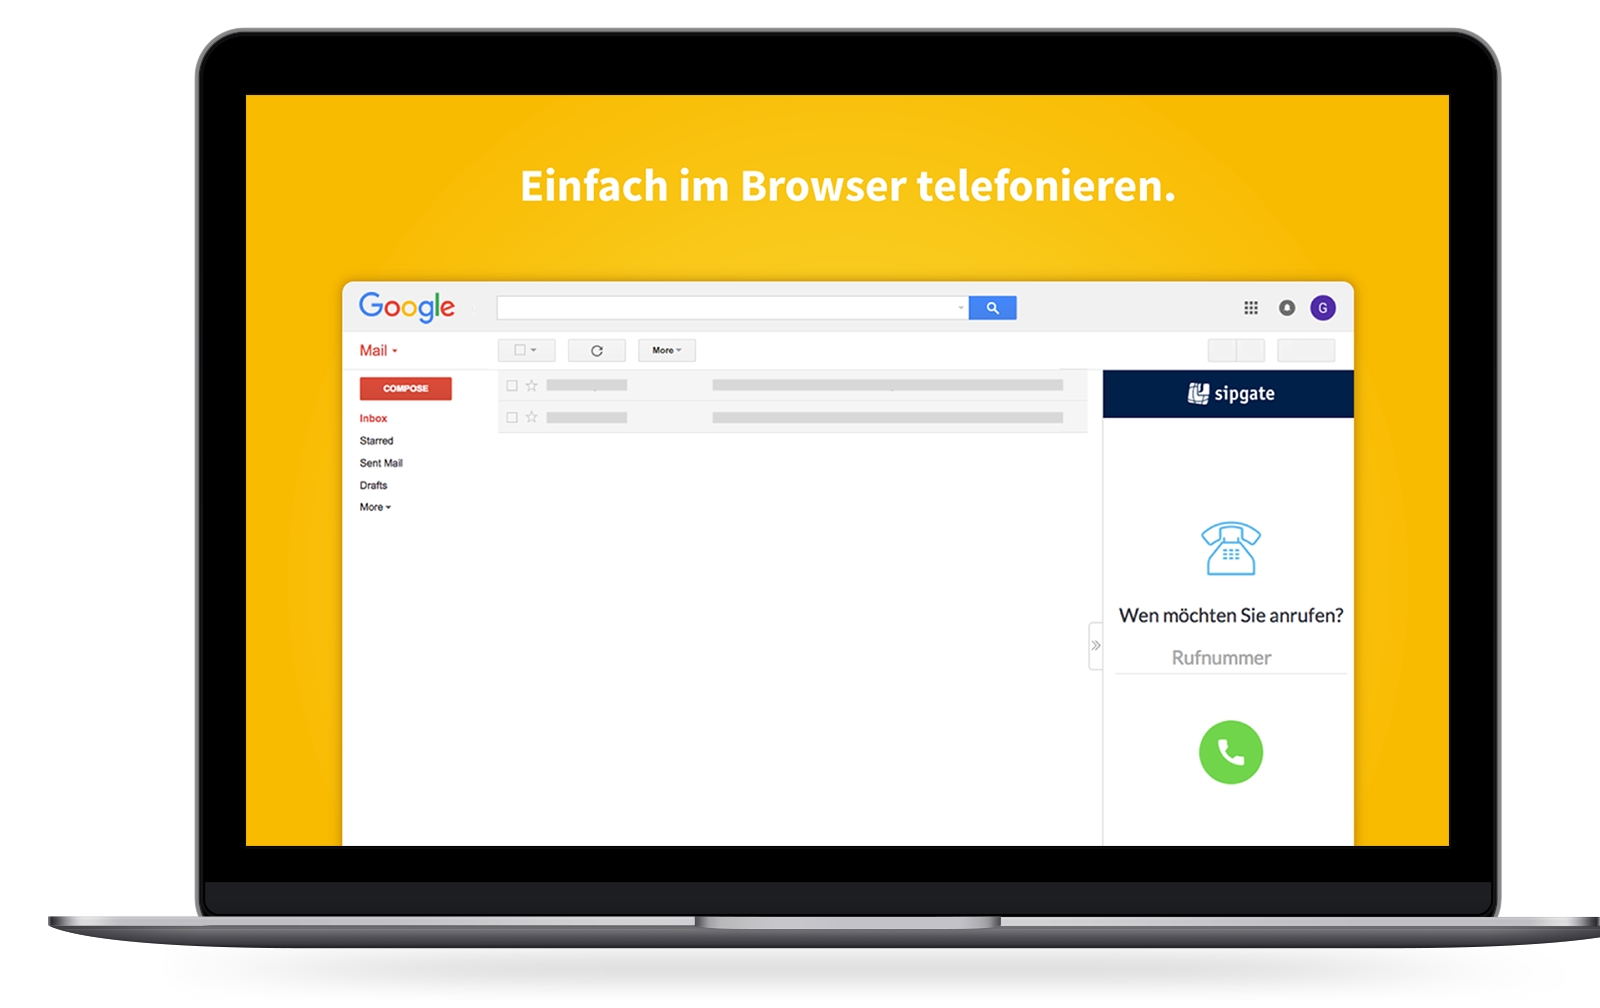 Einfach im Browser telefonieren.
Google
G
Mail
More
COMPOSE
Inbox
Starred
Sent Mail
Drafts
More
sipgate
Wen möchten Sie anrufen?
Rufnummer